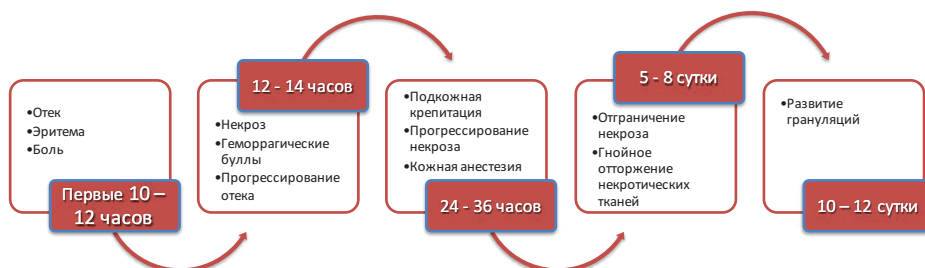 •Отек
•Эритема
•Боль
Первые 10 –
12 часов
12 - 14 часов
•Некроз
•Геморрагические
буллы
•Прогрессирование
отека
•Подкожная
крепитация
•Прогрессирование
некроза
•Кожная анестезия
24 - 36 часов
5 - 8 сутки
•Отграничение
некроза
•Гнойное
отторжение
некротических
тканей
•Развитие
грануляций
10 – 12 сутки